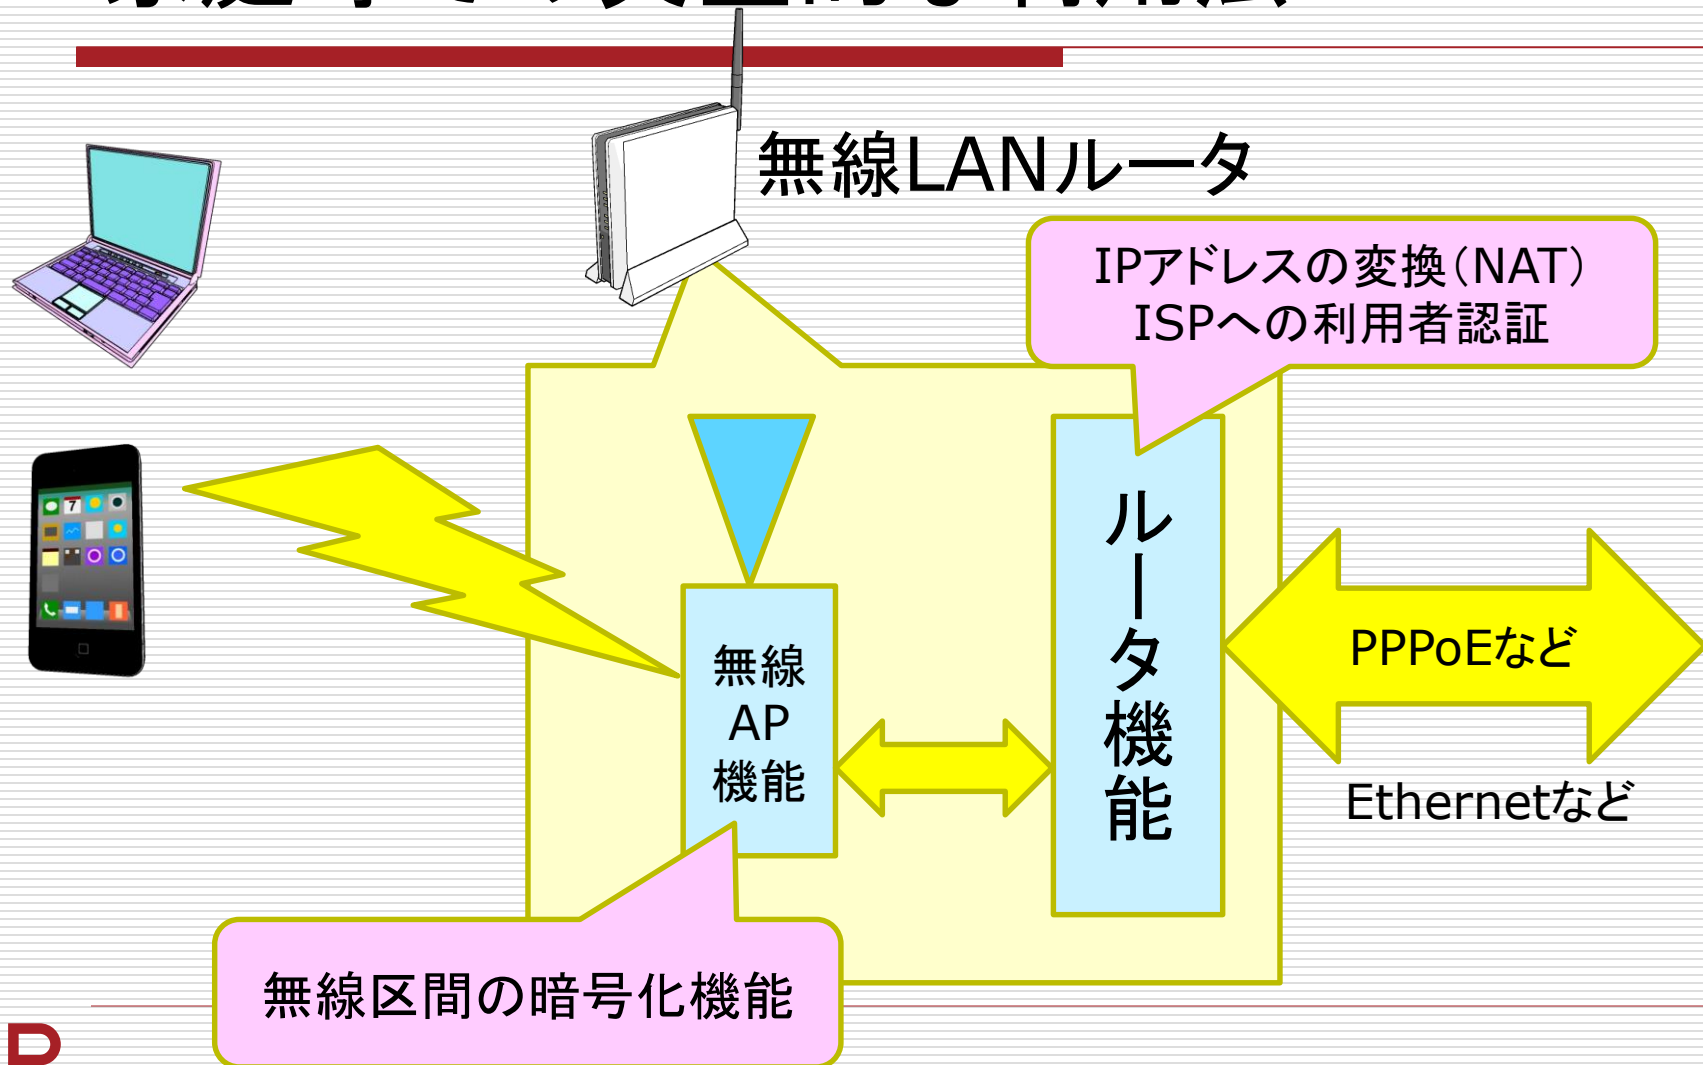 無線LANルータ
IPアドレスの変換(NAT)
ISPへの利用者認証
7
ルータ機能
無線
AP
機能
PPPoEなど
Ethernetなど
無線区間の暗号化機能